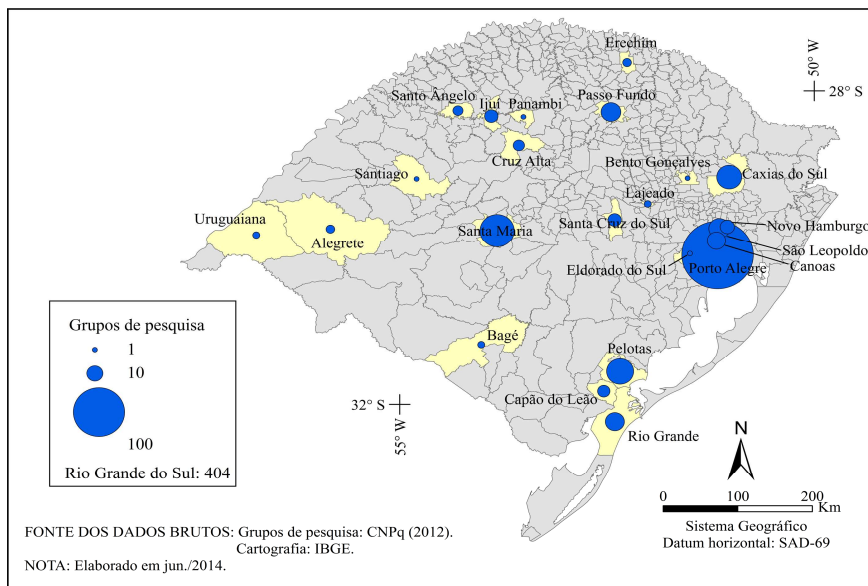 Erechim
50° W
28° S
Santo Ângelo
Ijuí
Panambi
Passo Fundo
Cruz Alta
Bento Gonçalves
Caxias do Sul
Santiago
Lajeado
Uruguaiana
Alegrete
Santa Maria
Santa Cruz do Sul
Novo Hamburgo
São Leopoldo
Canoas
Eldorado do Sul
Porto Alegre
Grupos de pesquisa
1
10
100
Rio Grande do Sul: 404
Bagé
Pelotas
32° S
55° W
Capão do Leão
Rio Grande
N
0 100 200
Km
Sistema Geográfico
Datum horizontal: SAD-69
FONTE DOS DADOS BRUTOS: Grupos de pesquisa: CNPq (2012).
Cartografia: IBGE.
NOTA: Elaborado em jun./2014.